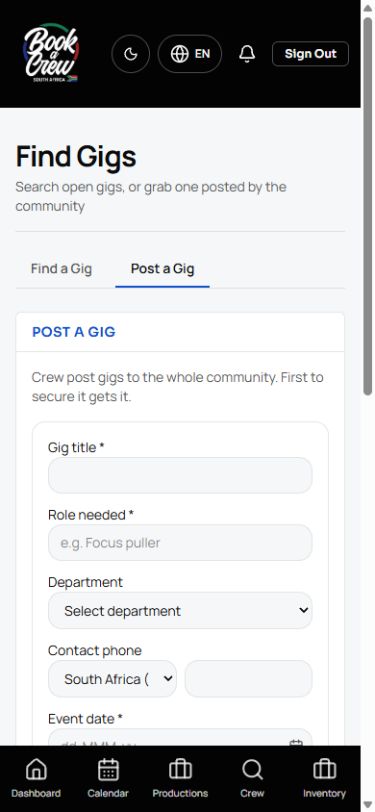 Book
a
Crew
SOUTH AFRICA
EN
Sign Out
Find Gigs
Search open gigs, or grab one posted by the
community
Find a Gig
Post a Gig
POST A GIG
Crew post gigs to the whole community. First to
secure it gets it.
Gig title *
Role needed *
e.g. Focus puller
Department
Select department
Contact phone
South Africa (
Event date *
Dashboard
Calendar
Productions
Crew
Inventory